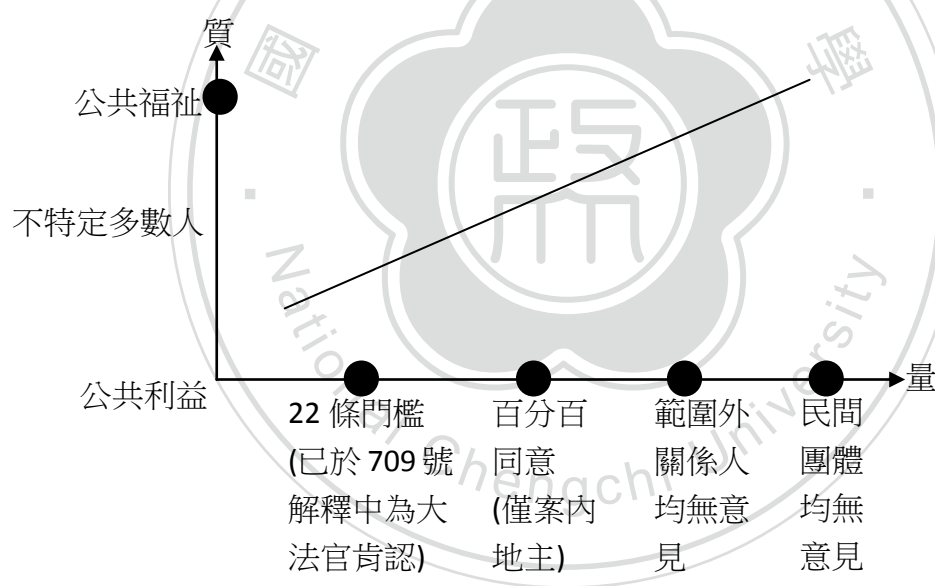 質
公共福祉
不特定多數人
公共利益
量
22 條門檻
(已於 709 號
解釋中為大
法官肯認)
百分百
同意
(僅案內
地主)
範圍外
關係人
均無意
見
民間
團體
均無
意見
國
學
政
National Chengchi University